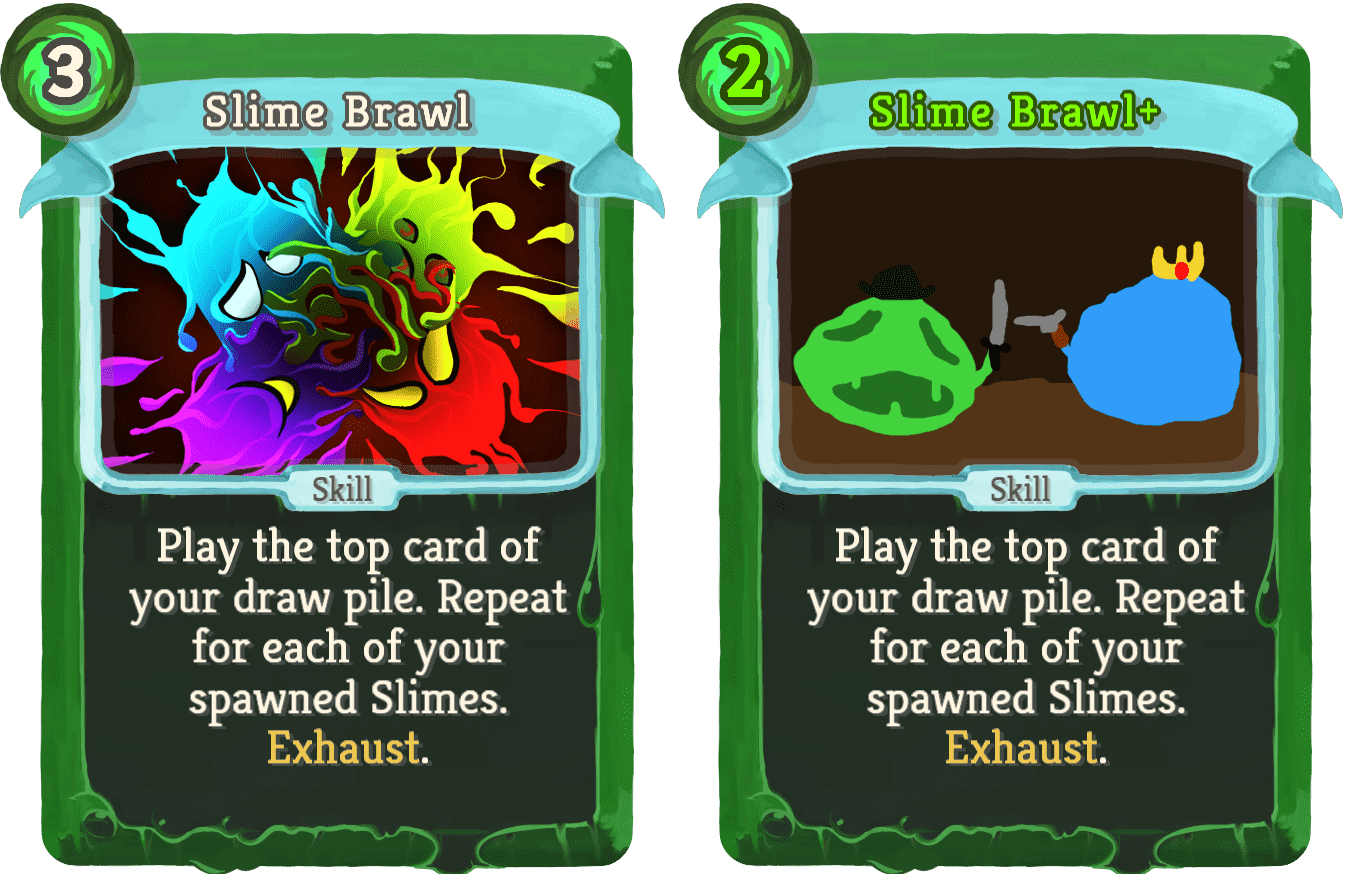 3
Slime Brawl
Skill
Play the top card of
your draw pile. Repeat
for each of your
spawned Slimes.
Exhaust.
2
Slime Brawl+
Skill
Play the top card of
your draw pile. Repeat
for each of your
spawned Slimes.
Exhaust.